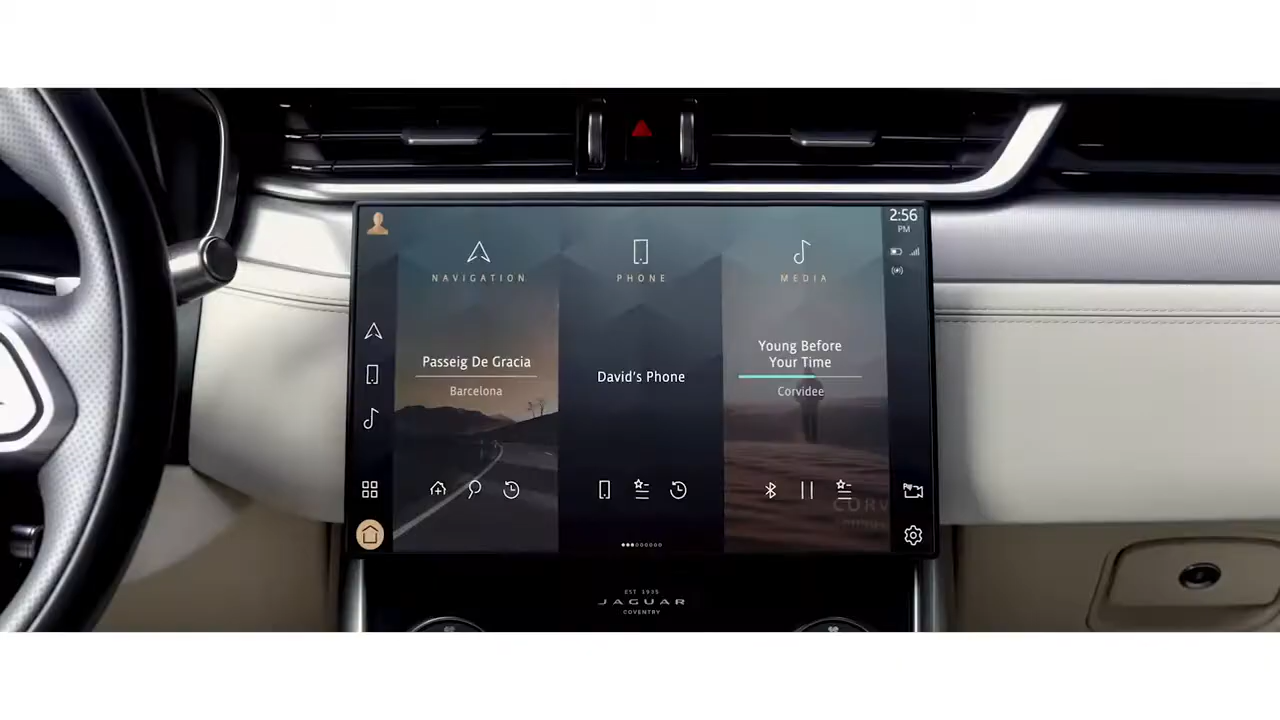 2:56
PM
NAVIGATION
PHONE
MEDIA
Passeig De Gracia
Barcelona
David's Phone
Young Before
Your Time
Corvidee
CORV
EST 1935
JAGUAR
COVENTRY